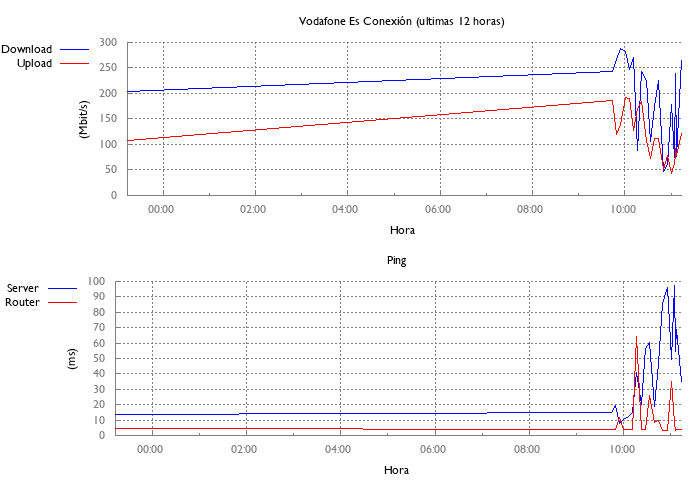 Vodafone Es Conexión (ultimas 12 horas)
Download
Upload
300
250
200
150
100
50
0
(Mbit/s)
00:00 02:00 04:00 06:00 08:00 10:00
Hora
Ping
Server
Router
100
90
80
70
60
50
40
30
20
10
0
(ms)
00:00 02:00 04:00 06:00 08:00 10:00
Hora